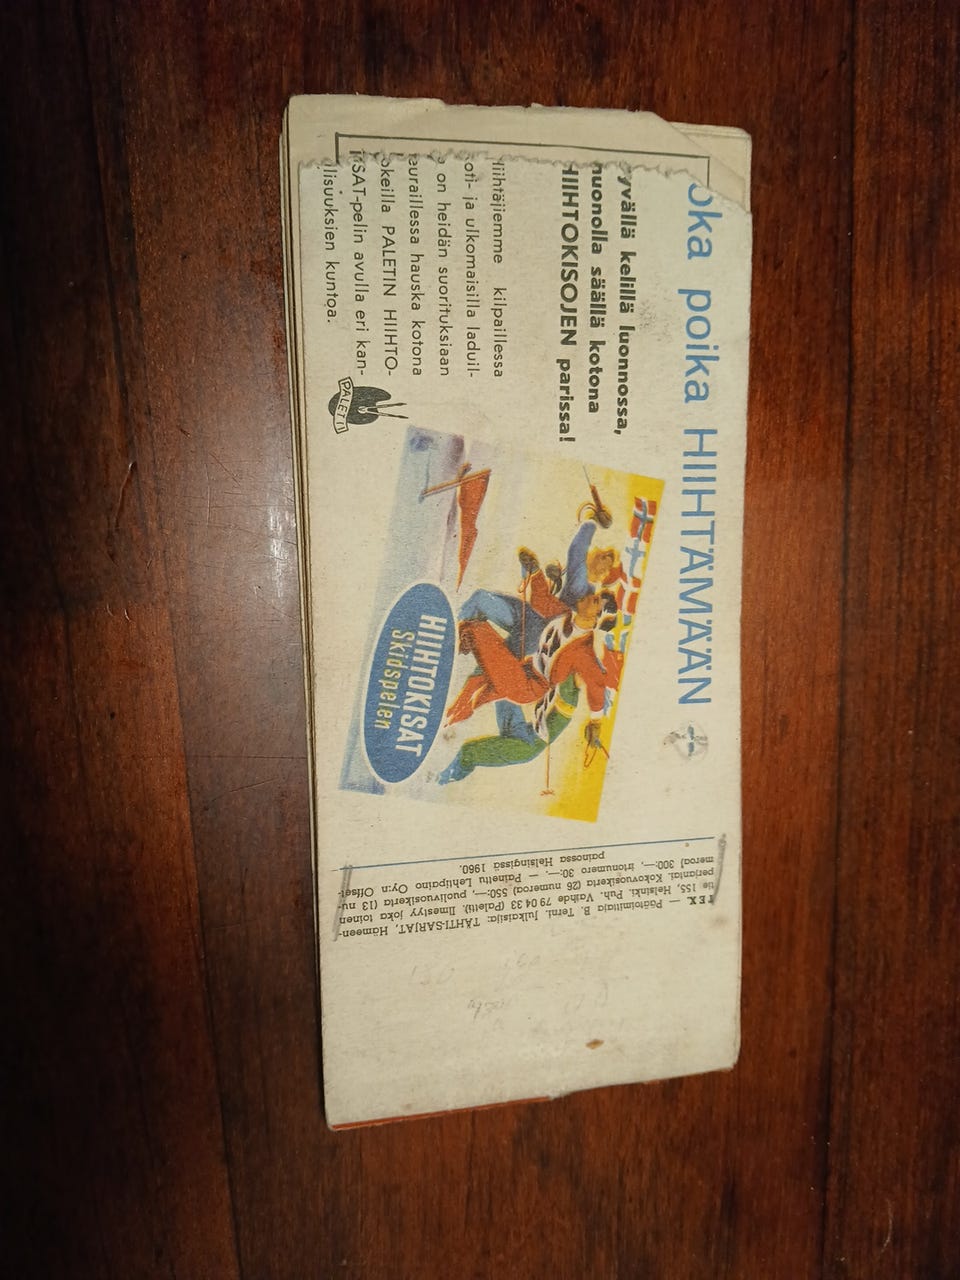 oka poika HIIHTÄMÄÄN
yvällä kelillä luonnossa,
huonolla säällä kotona
HIIHTOKISOJEN parissa!
Hiihtäjiemme kilpaillessa
oti- ja ulkomaisilla laduil-
a on heidän suorituksiaan
euraillessa hauska kotona
okeilla PALETIN HIIHTO-
KISAT-pelin avulla eri kan-
llisuuksien kuntoa.
PALETTI
HIIHTOKISAT
Skidspelen
TEX. — Päätoimittaja B. Terni. Julkaisija: TÄHTI-SARJAT, Hämeen-
tie 155, Helsinki. Puh. Vaihde 79 04 33 (Paletti). Ilmestyy joka toinen
perjantai. Kokovuosikerta (26 numeroa) 550:—, puolivuosikerta (13 nu-
meroa) 300:—, irtonumero 30:—. — Painettu Lehtipaino Oy:n Offset-
painossa Helsingissä 1960.